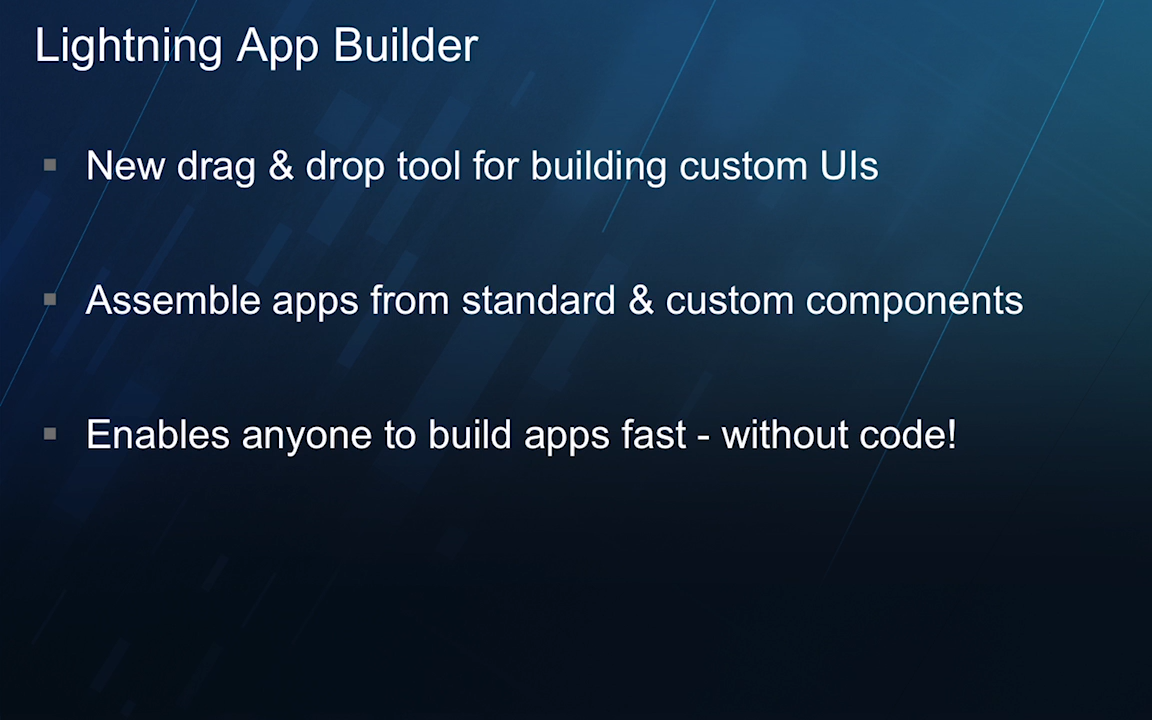 Lightning App Builder
New drag & drop tool for building custom UIs
Assemble apps from standard & custom components
Enables anyone to build apps fast - without code!